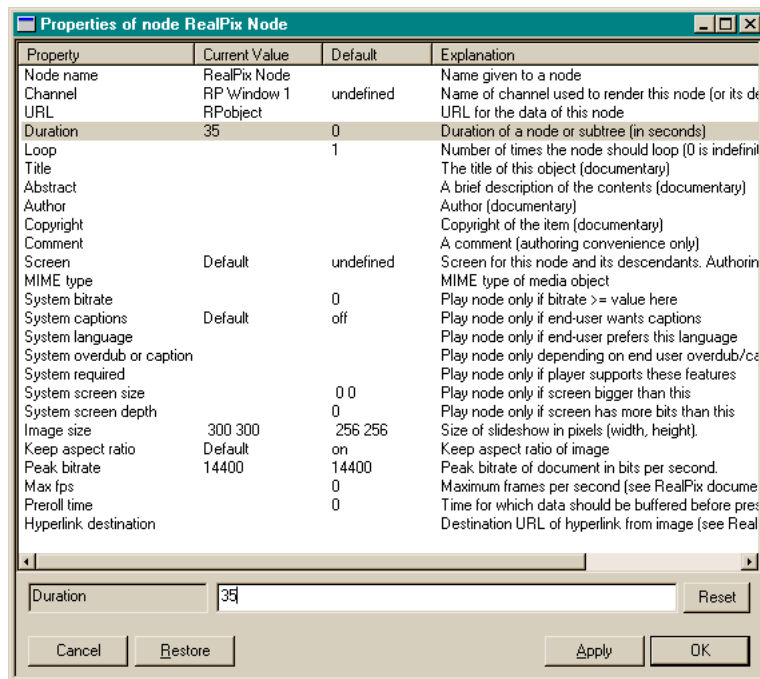 Properties of node RealPix Node
Property Current Value Default Explanation
Node name RealPix Node Name given to a node
Channel RP Window 1 undefined Name of channel used to render this node (or its de
URL RPobject URL for the data of this node
Duration 35 0 Duration of a node or subtree (in seconds)
Loop 1 Number of times the node should loop (0 is indefinit
Title The title of this object (documentary)
Abstract A brief description of the contents (documentary)
Author Author (documentary)
Copyright Copyright of the item (documentary)
Comment A comment (authoring convenience only)
Screen Default undefined Screen for this node and its descendants. Authorin
MIME type MIME type of media object
System bitrate 0 Play node only if bitrate >= value here
System captions Default off Play node only if end-user wants captions
System language Play node only if end-user prefers this language
System overdub or caption Play node only depending on end user overdub/ca
System required Play node only if player supports these features
System screen size 0 0 Play node only if screen bigger than this
System screen depth 0 Play node only if screen has more bits than this
Image size 300 300 256 256 Size of slideshow in pixels (width, height).
Keep aspect ratio Default on Keep aspect ratio of image
Peak bitrate 14400 14400 Peak bitrate of document in bits per second.
Max fps 0 Maximum frames per second (see RealPix docume
Preroll time 0 Time for which data should be buffered before pres
Hyperlink destination Destination URL of hyperlink from image (see Real
Duration 35 Reset
Cancel Restore Apply OK